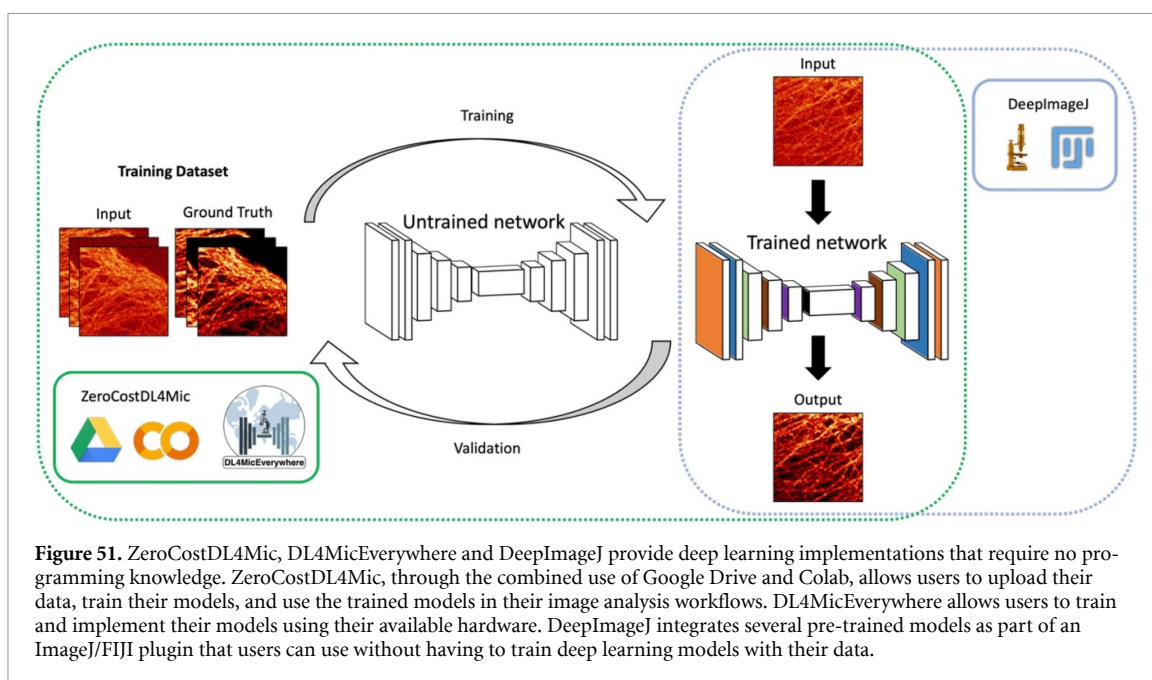 Input
DeepImageJ
Training
Training Dataset
Input
Ground Truth
Untrained network
Trained network
ZeroCostDL4Mic
DL4MicEverywhere
Validation
Output
Figure 51. ZeroCostDL4Mic, DL4MicEverywhere and DeepImageJ provide deep learning implementations that require no pro-
gramming knowledge. ZeroCostDL4Mic, through the combined use of Google Drive and Colab, allows users to upload their
data, train their models, and use the trained models in their image analysis workflows. DL4MicEverywhere allows users to train
and implement their models using their available hardware. DeepImageJ integrates several pre-trained models as part of an
ImageJ/FIJI plugin that users can use without having to train deep learning models with their data.